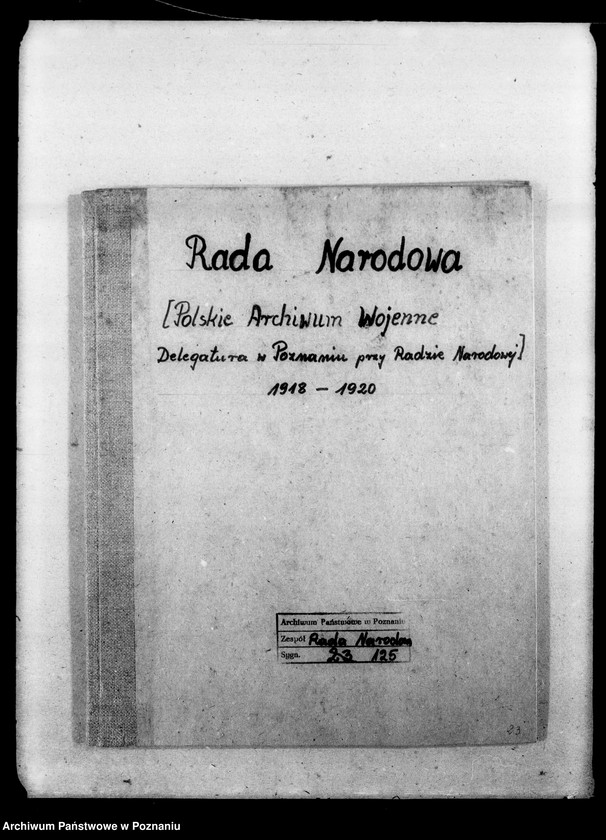 Rada Narodowa
[Polskie Archiwum Wojenne
Delegatura w Poznaniu przy Radzie Narodowej]
1918 – 1920
Archiwum Państwowe w Poznaniu
Zespół Rada Narodowa
Sygn. 23 125
23
Archiwum Państwowe w Poznaniu